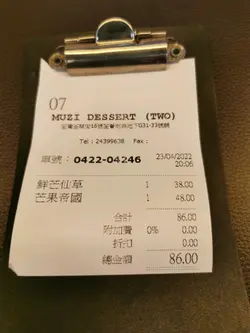 07
MUZI DESSERT (TWO)
Tel: 24399638 Fax:
單號: 0422-04246 23/04/2022
20:06
鮮芒仙草 1 38.00
芒果帝國 1 48.00
合計 86.00
附加費 0% 0.00
折扣 0.00
總金額 86.00